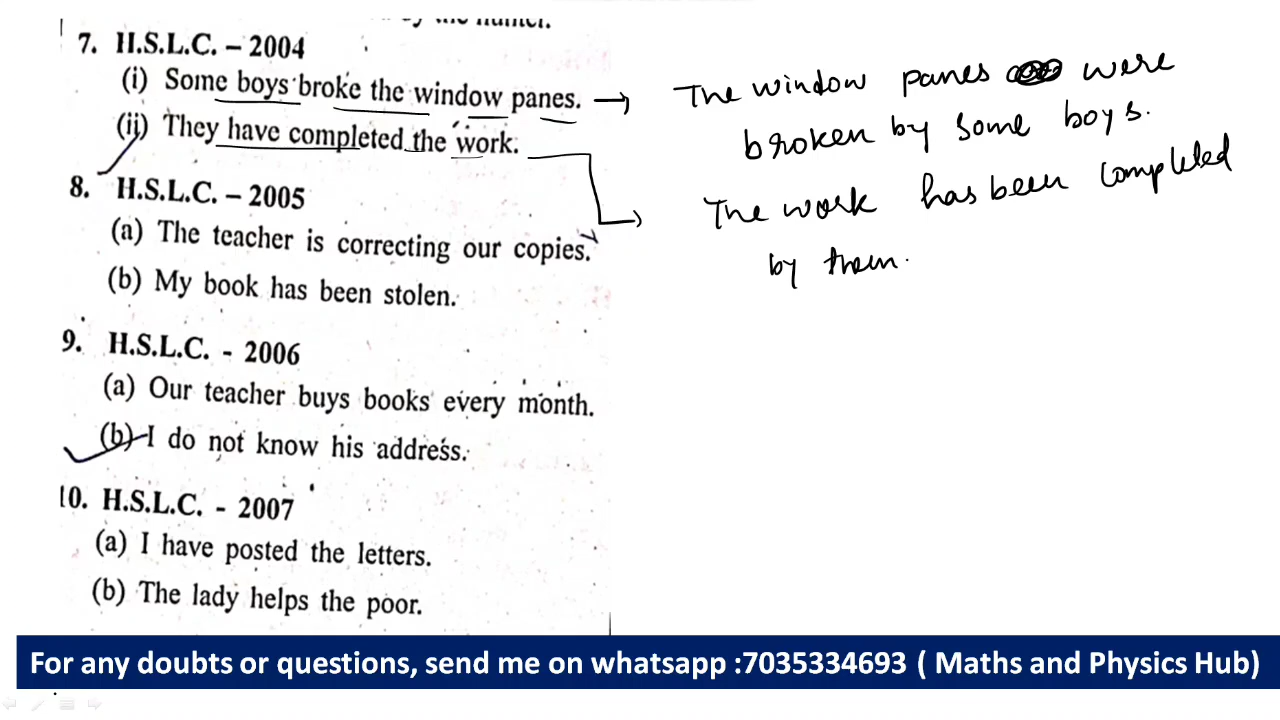 by the hunter.
7. H.S.L.C. – 2004
(i) Some boys broke the window panes.
(ii) They have completed the work.
8. H.S.L.C. – 2005
(a) The teacher is correcting our copies.
(b) My book has been stolen.
9. H.S.L.C. - 2006
(a) Our teacher buys books every month.
(b) I do not know his address.
10. H.S.L.C. - 2007
(a) I have posted the letters.
(b) The lady helps the poor.
The window panes were
broken by some boys.
The work has been completed
by them.
For any doubts or questions, send me on whatsapp :7035334693 ( Maths and Physics Hub)